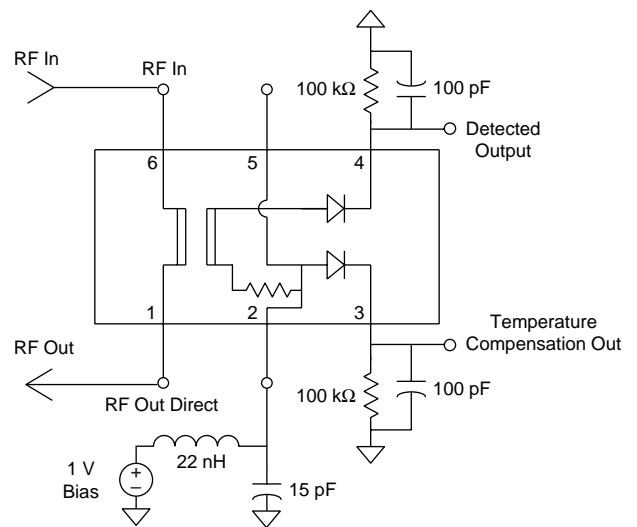 RF In
RF In
100 kΩ
100 pF
Detected
Output
6
5
4
1
2
3
RF Out
RF Out Direct
Temperature
Compensation Out
100 kΩ
100 pF
22 nH
1 V
Bias
+
–
15 pF